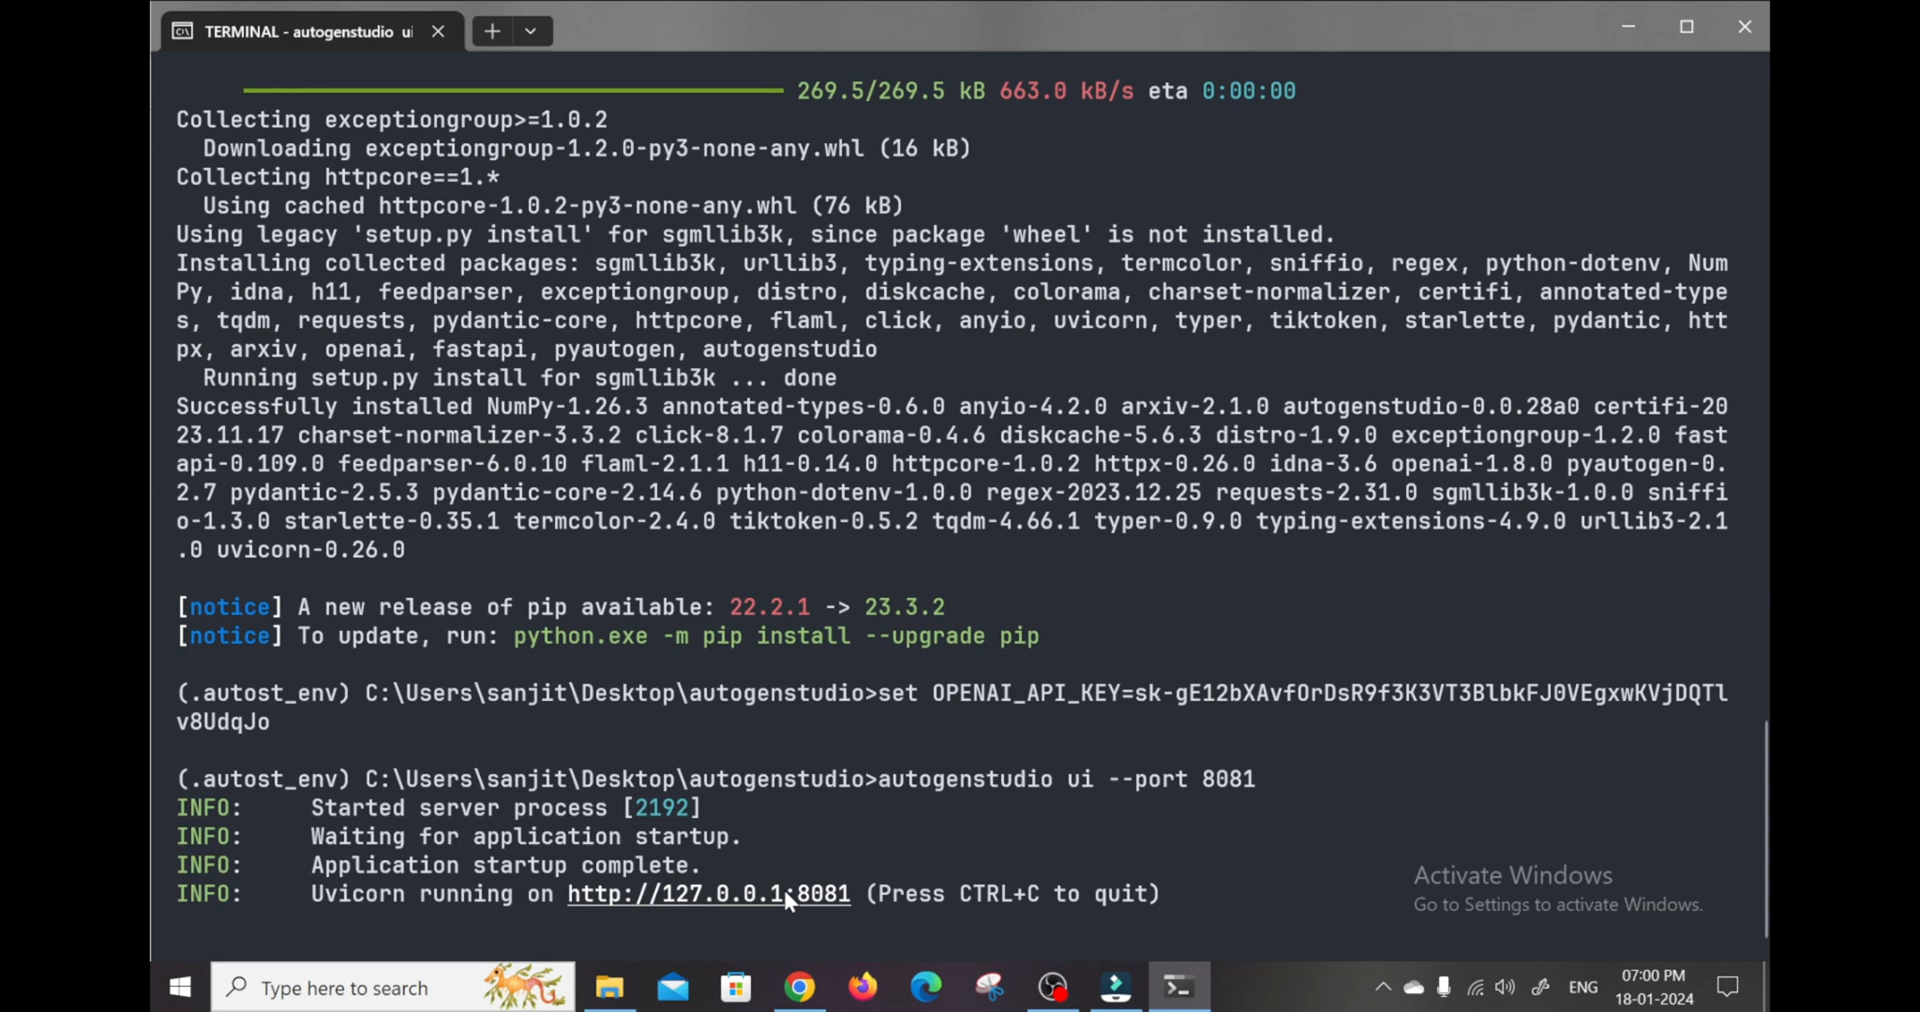 TERMINAL - autogenstudio ui
269.5/269.5 kB 663.0 kB/s eta 0:00:00
Collecting exceptiongroup>=1.0.2
Downloading exceptiongroup-1.2.0-py3-none-any.whl (16 kB)
Collecting httpcore==1.*
Using cached httpcore-1.0.2-py3-none-any.whl (76 kB)
Using legacy 'setup.py install' for sgmllib3k, since package 'wheel' is not installed.
Installing collected packages: sgmllib3k, urllib3, typing-extensions, termcolor, sniffio, regex, python-dotenv, Num
Py, idna, h11, feedparser, exceptiongroup, distro, diskcache, colorama, charset-normalizer, certifi, annotated-type
s, tqdm, requests, pydantic-core, httpcore, flaml, click, anyio, uvicorn, typer, tiktoken, starlette, pydantic, htt
px, arxiv, openai, fastapi, pyautogen, autogenstudio
Running setup.py install for sgmllib3k ... done
Successfully installed NumPy-1.26.3 annotated-types-0.6.0 anyio-4.2.0 arxiv-2.1.0 autogenstudio-0.0.28a0 certifi-20
23.11.17 charset-normalizer-3.3.2 click-8.1.7 colorama-0.4.6 diskcache-5.6.3 distro-1.9.0 exceptiongroup-1.2.0 fast
api-0.109.0 feedparser-6.0.10 flaml-2.1.1 h11-0.14.0 httpcore-1.0.2 httpx-0.26.0 idna-3.6 openai-1.8.0 pyautogen-0.
2.7 pydantic-2.5.3 pydantic-core-2.14.6 python-dotenv-1.0.0 regex-2023.12.25 requests-2.31.0 sgmllib3k-1.0.0 sniffi
o-1.3.0 starlette-0.35.1 termcolor-2.4.0 tiktoken-0.5.2 tqdm-4.66.1 typer-0.9.0 typing-extensions-4.9.0 urllib3-2.1
.0 uvicorn-0.26.0
[notice] A new release of pip available: 22.2.1 -> 23.3.2
[notice] To update, run: python.exe -m pip install --upgrade pip
(.autost_env) C:\Users\sanjit\Desktop\autogenstudio>set OPENAI_API_KEY=sk-gE12bXAvfOrDsR9f3K3VT3BlbkFJ0VEgxwKVjDQTl
v8UdqJo
(.autost_env) C:\Users\sanjit\Desktop\autogenstudio>autogenstudio ui --port 8081
INFO: Started server process [2192]
INFO: Waiting for application startup.
INFO: Application startup complete.
INFO: Uvicorn running on http://127.0.0.1:8081 (Press CTRL+C to quit)
Activate Windows
Go to Settings to activate Windows.
Type here to search
ENG
07:00 PM
18-01-2024